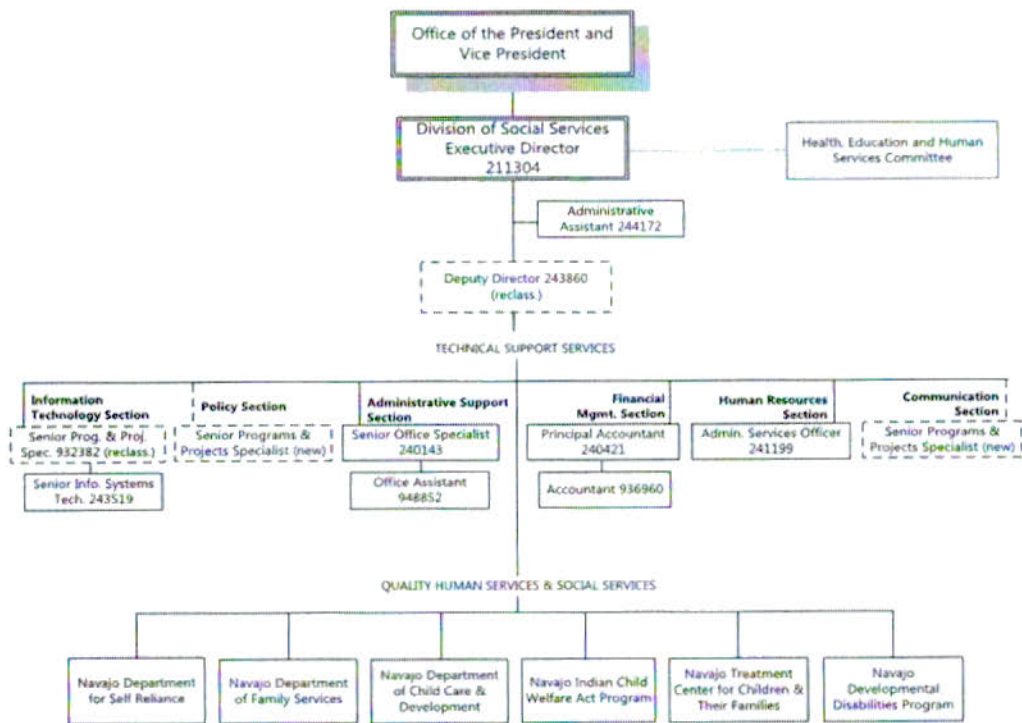 Office of the President and
Vice President
Division of Social Services
Executive Director
211304
Health, Education and Human
Services Committee
Administrative
Assistant 244172
Deputy Director 243860
(reclass.)
TECHNICAL SUPPORT SERVICES
Information
Technology Section
Senior Prog. & Proj.
Spec. 932382 (reclass.)
Senior Info. Systems
Tech. 243519
Policy Section
Senior Programs &
Projects Specialist (new)
Administrative Support
Section
Senior Office Specialist
240143
Office Assistant
948852
Financial
Mgmt. Section
Principal Accountant
240421
Accountant 936960
Human Resources
Section
Admin. Services Officer
241199
Communication
Section
Senior Programs &
Projects Specialist (new)
QUALITY HUMAN SERVICES & SOCIAL SERVICES
Navajo Department
for Self Reliance
Navajo Department
of Family Services
Navajo Department
of Child Care &
Development
Navajo Indian Child
Welfare Act Program
Navajo Treatment
Center for Children &
Their Families
Navajo
Developmental
Disabilities Program